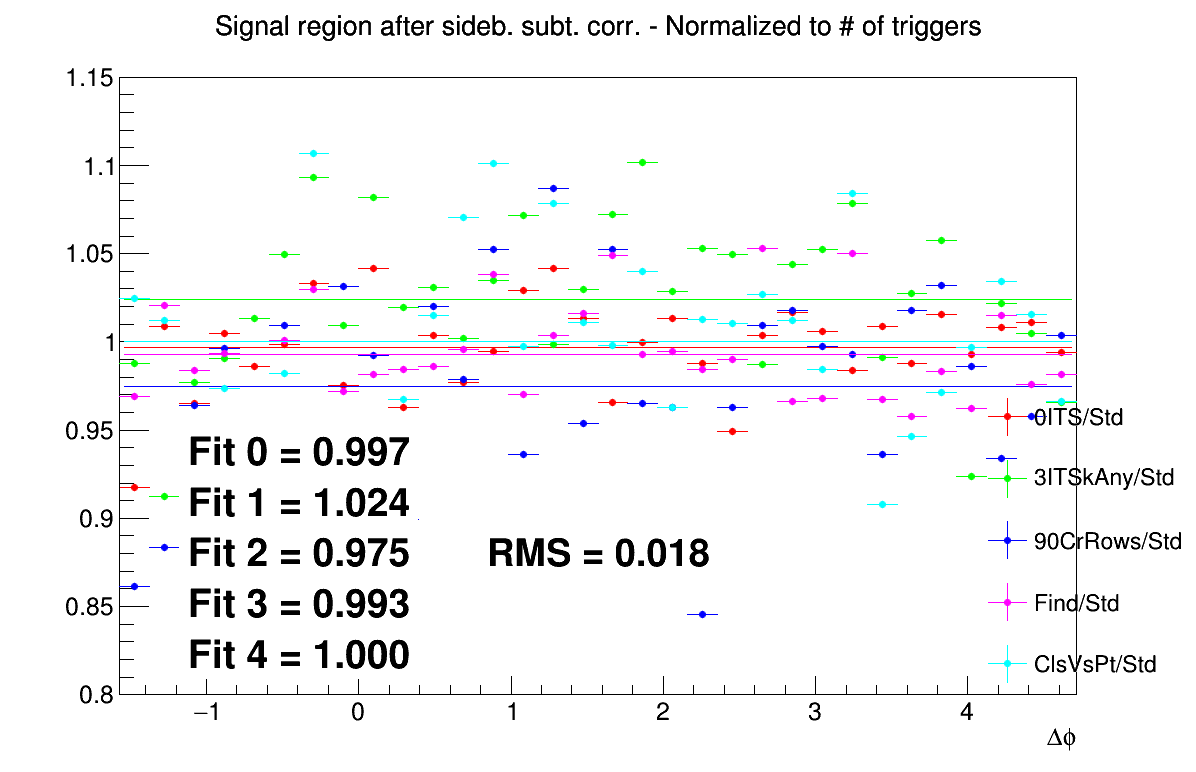 Signal region after sideb. subt. corr. - Normalized to # of triggers
1.15
1.1
1.05
1
0.95
0.9
0.85
0.8
Fit 0 = 0.997
Fit 1 = 1.024
Fit 2 = 0.975
Fit 3 = 0.993
Fit 4 = 1.000
RMS = 0.018
0ITS/Std
3ITSkAny/Std
90CrRows/Std
Find/Std
ClsVsPt/Std
−1 0 1 2 3 4
Δϕ